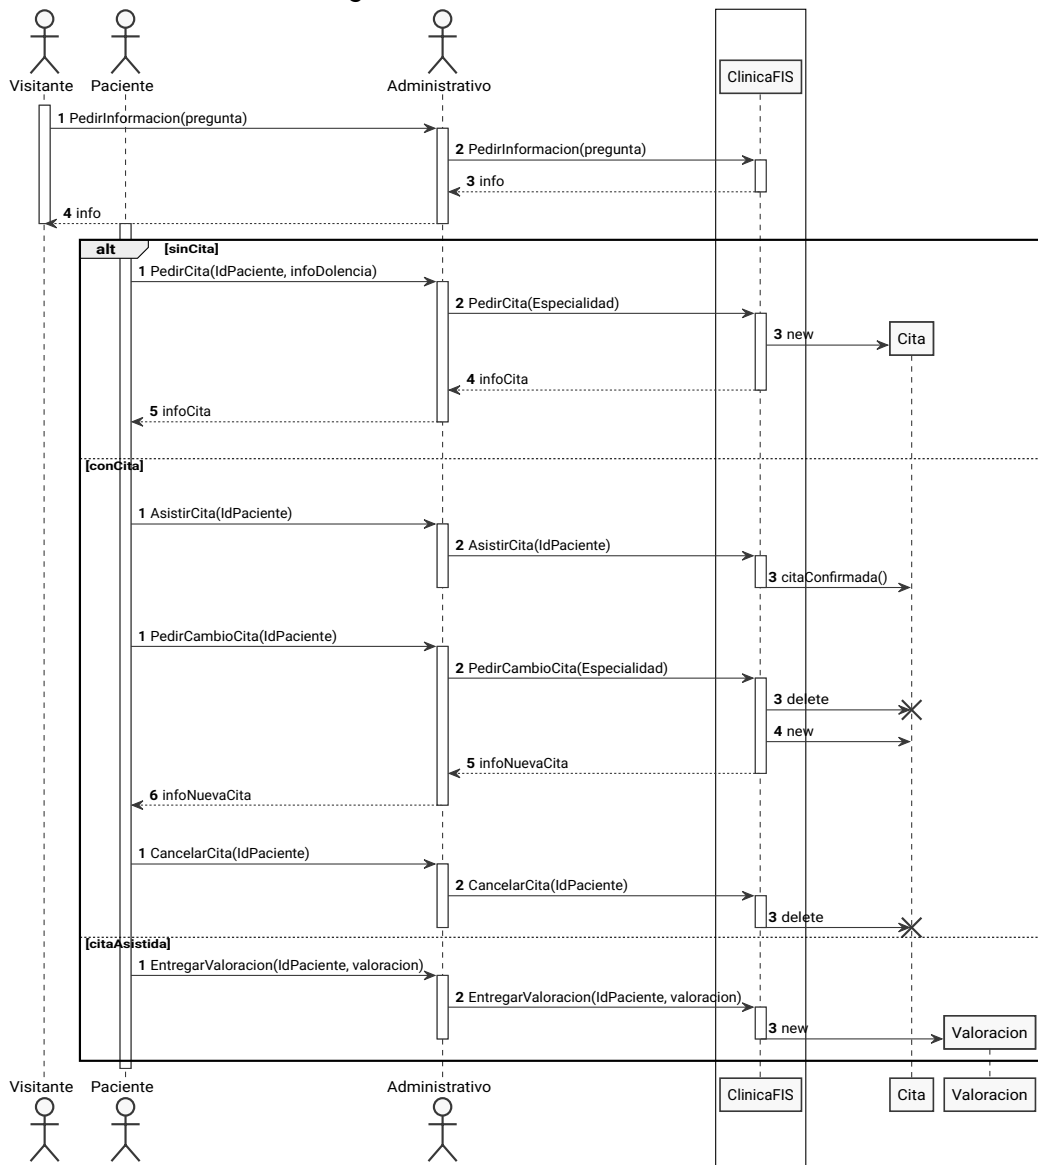 Visitante Paciente Administrativo ClinicaFIS
1 PedirInformacion(pregunta)
2 PedirInformacion(pregunta)
3 info
4 info
alt [sinCita]
1 PedirCita(IdPaciente, infoDolencia)
2 PedirCita(Especialidad)
3 new
Cita
4 infoCita
5 infoCita
[conCita]
1 AsistirCita(IdPaciente)
2 AsistirCita(IdPaciente)
3 citaConfirmada()
1 PedirCambioCita(IdPaciente)
2 PedirCambioCita(Especialidad)
3 delete
4 new
5 infoNuevaCita
6 infoNuevaCita
1 CancelarCita(IdPaciente)
2 CancelarCita(IdPaciente)
3 delete
[citaAsistida]
1 EntregarValoracion(IdPaciente, valoracion)
2 EntregarValoracion(IdPaciente, valoracion)
3 new
Valoracion
Visitante Paciente Administrativo ClinicaFIS Cita Valoracion